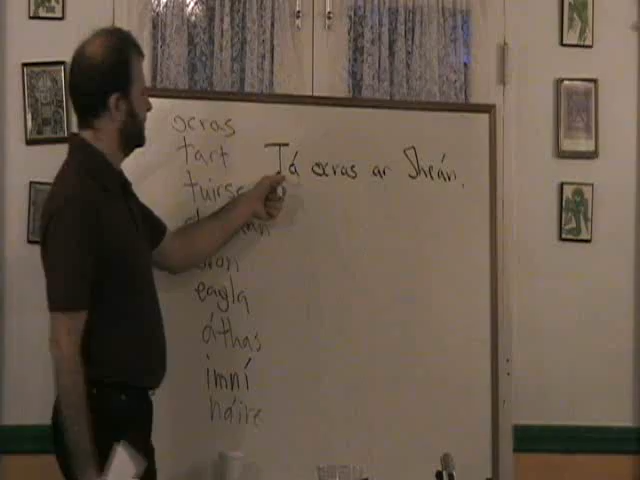 ocras
tart
tuirse
brón
eagla
áthas
imní
náire
Tá ocras ar Sheán.